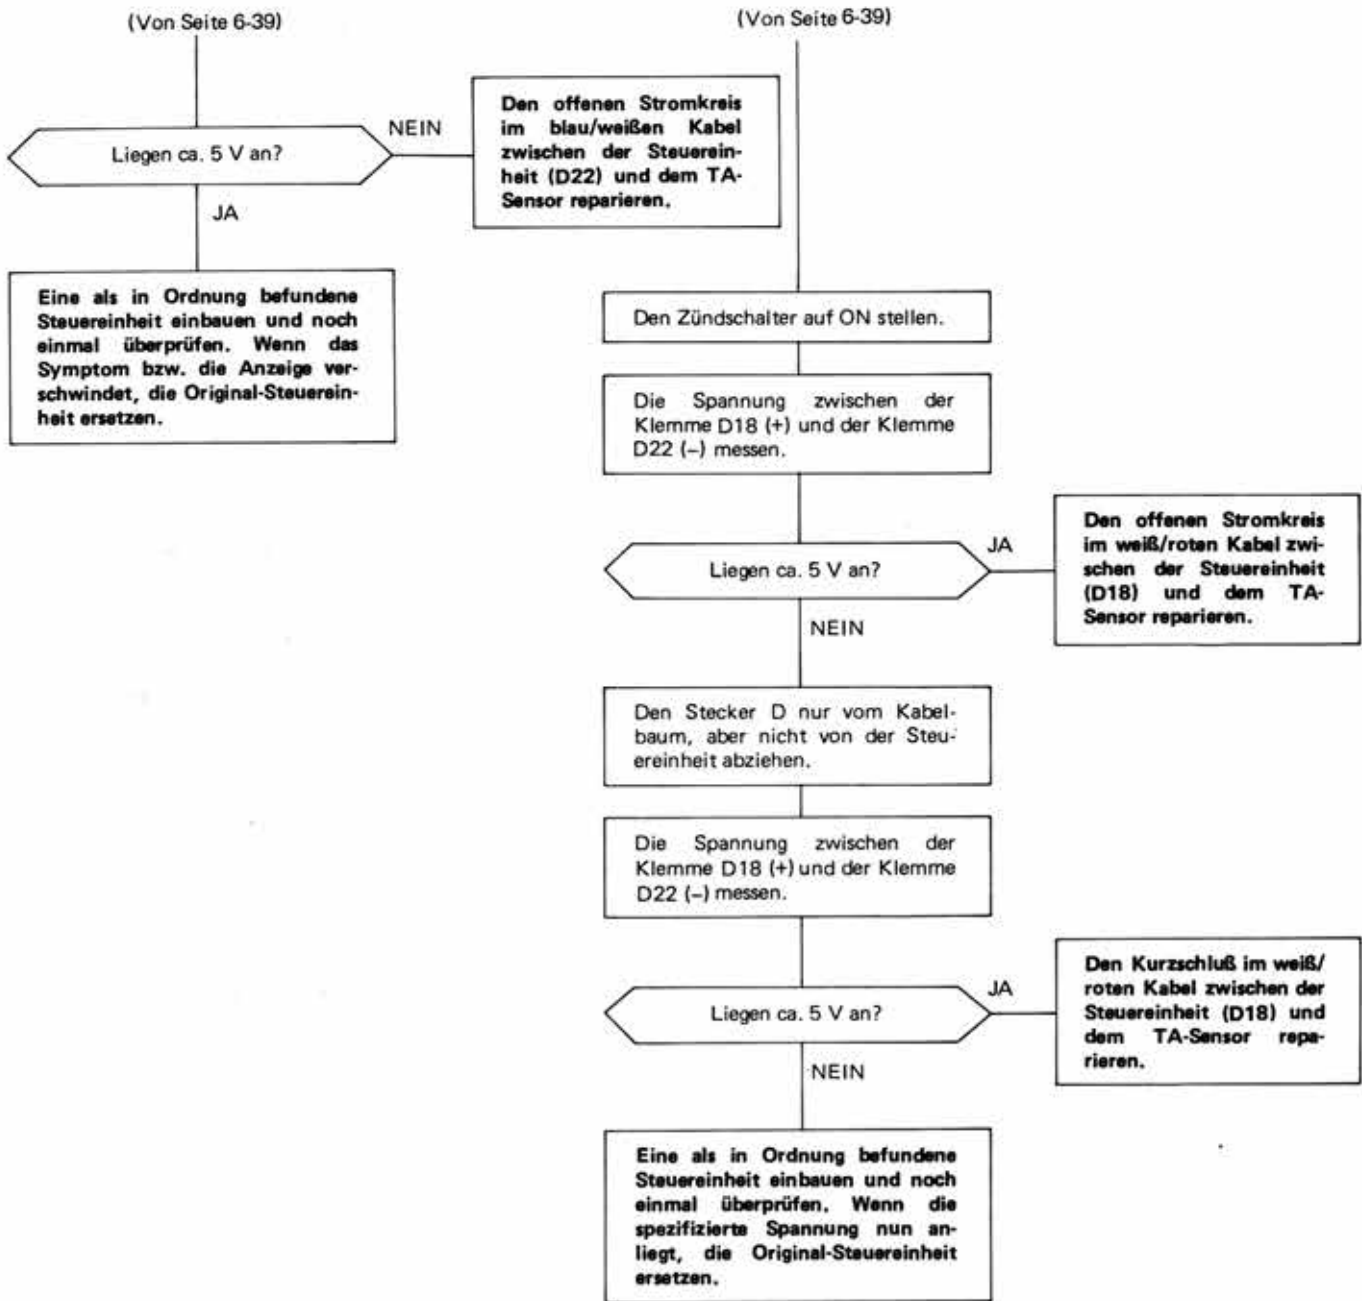 (Von Seite 6-39)
Liegen ca. 5 V an?
NEIN
Den offenen Stromkreis
im blau/weißen Kabel
zwischen der Steuerein-
heit (D22) und dem TA-
Sensor reparieren.
JA
Eine als in Ordnung befundene
Steuereinheit einbauen und noch
einmal überprüfen. Wenn das
Symptom bzw. die Anzeige ver-
schwindet, die Original-Steuerein-
heit ersetzen.
(Von Seite 6-39)
Den Zündschalter auf ON stellen.
Die Spannung zwischen der
Klemme D18 (+) und der Klemme
D22 (–) messen.
Liegen ca. 5 V an?
JA
Den offenen Stromkreis
im weiß/roten Kabel zwi-
schen der Steuereinheit
(D18) und dem TA-
Sensor reparieren.
NEIN
Den Stecker D nur vom Kabel-
baum, aber nicht von der Steu-
ereinheit abziehen.
Die Spannung zwischen der
Klemme D18 (+) und der Klemme
D22 (–) messen.
Liegen ca. 5 V an?
JA
Den Kurzschluß im weiß/
roten Kabel zwischen der
Steuereinheit (D18) und
dem TA-Sensor repa-
rieren.
NEIN
Eine als in Ordnung befundene
Steuereinheit einbauen und noch
einmal überprüfen. Wenn die
spezifizierte Spannung nun an-
liegt, die Original-Steuereinheit
ersetzen.